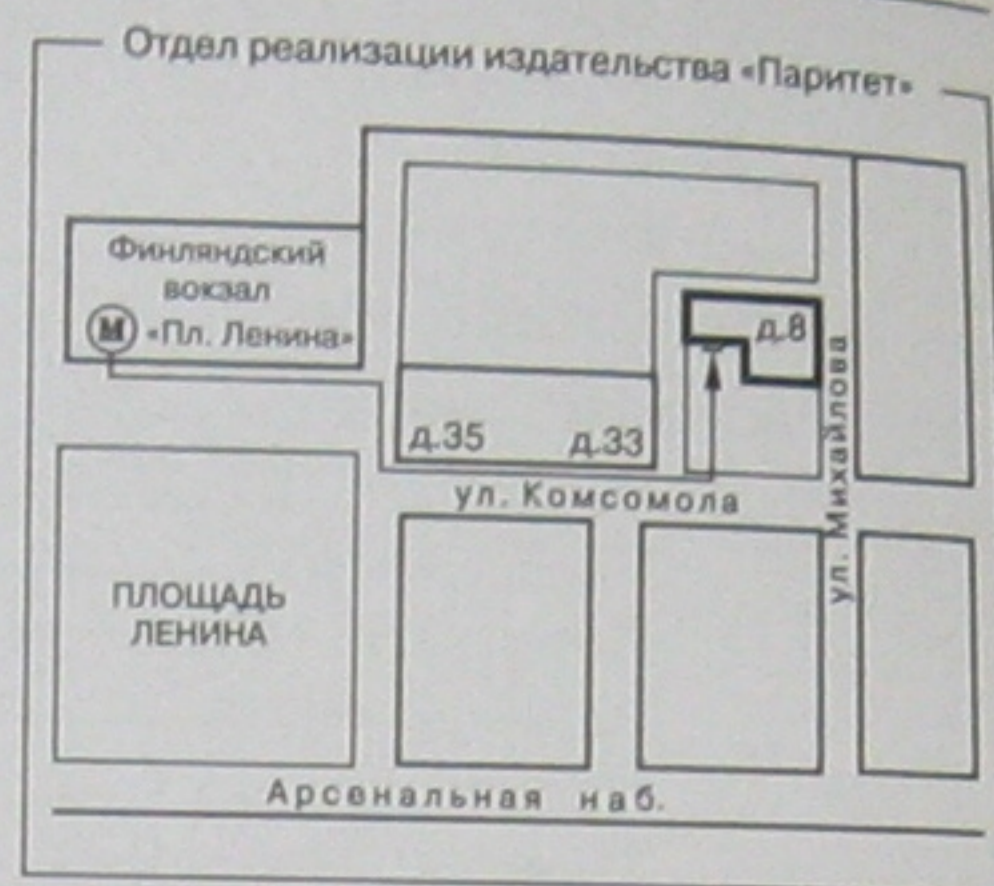 Отдел реализации издательства «Паритет»
Финляндский
вокзал
М «Пл. Ленина»
д.8
д.35 д.33
ул. Комсомола
ул. Михайлова
ПЛОЩАДЬ
ЛЕНИНА
Арсенальная наб.